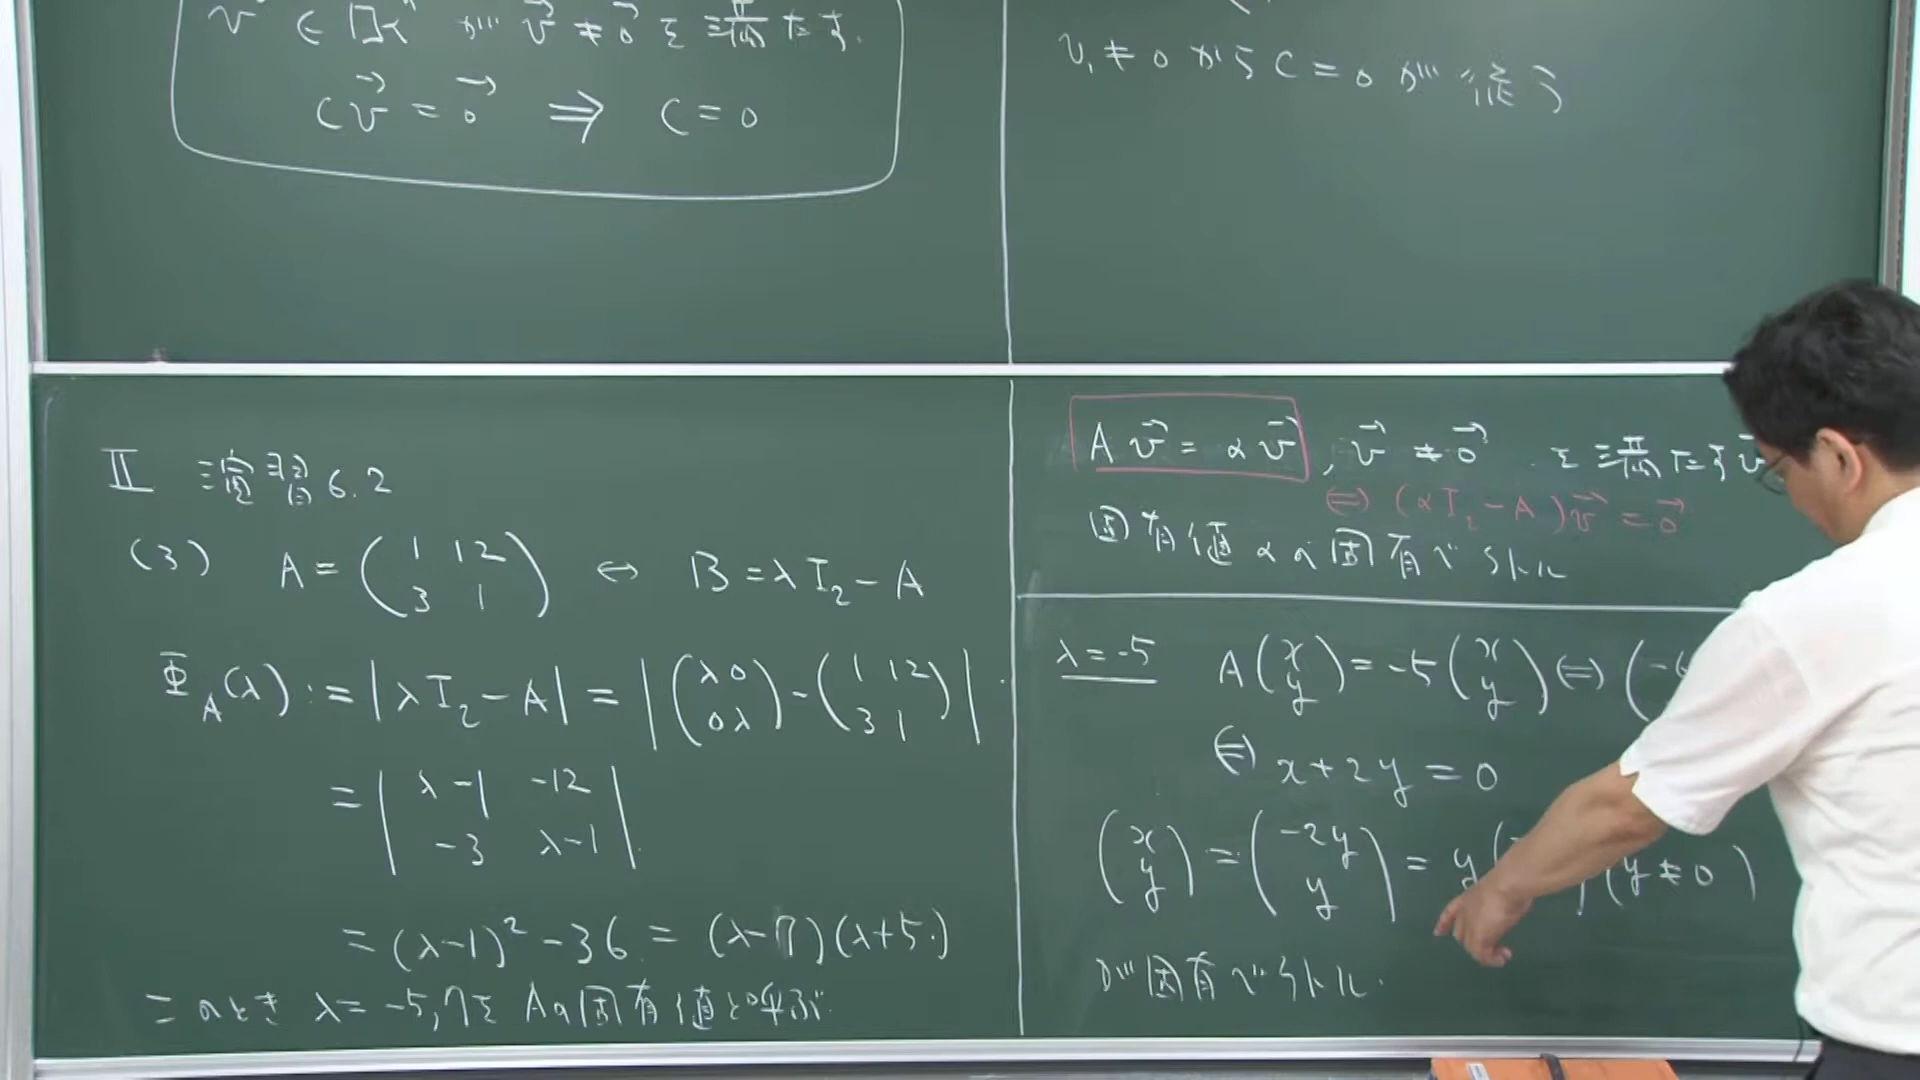 v ∈ K^n が v⃗ ≠ 0⃗ を満たす.
c v⃗ = 0⃗ ⇒ c = 0
v₁ ≠ 0 から c = 0 が従う
II 演習 6.2
(3) A = ( 1 12 ; 3 1 ) ↔ B = λI₂ − A
Φ_A(λ) := |λI₂ − A| = | ( λ 0 ; 0 λ ) − ( 1 12 ; 3 1 ) |.
= | λ−1 −12 ; −3 λ−1 |.
= (λ−1)² − 36 = (λ−7)(λ+5)
このとき λ = −5, 7 を Aの固有値と呼ぶ.
A v⃗ = α v⃗ , v⃗ ≠ 0⃗ を満たす v⃗
⇔ (αI₂ − A) v⃗ = 0⃗
固有値 α の固有ベクトル
λ = −5 A ( x ; y ) = −5 ( x ; y ) ⇔ (
⇔ x + 2y = 0
( x ; y ) = ( −2y ; y ) = y ( , (y ≠ 0)
が固有ベクトル.